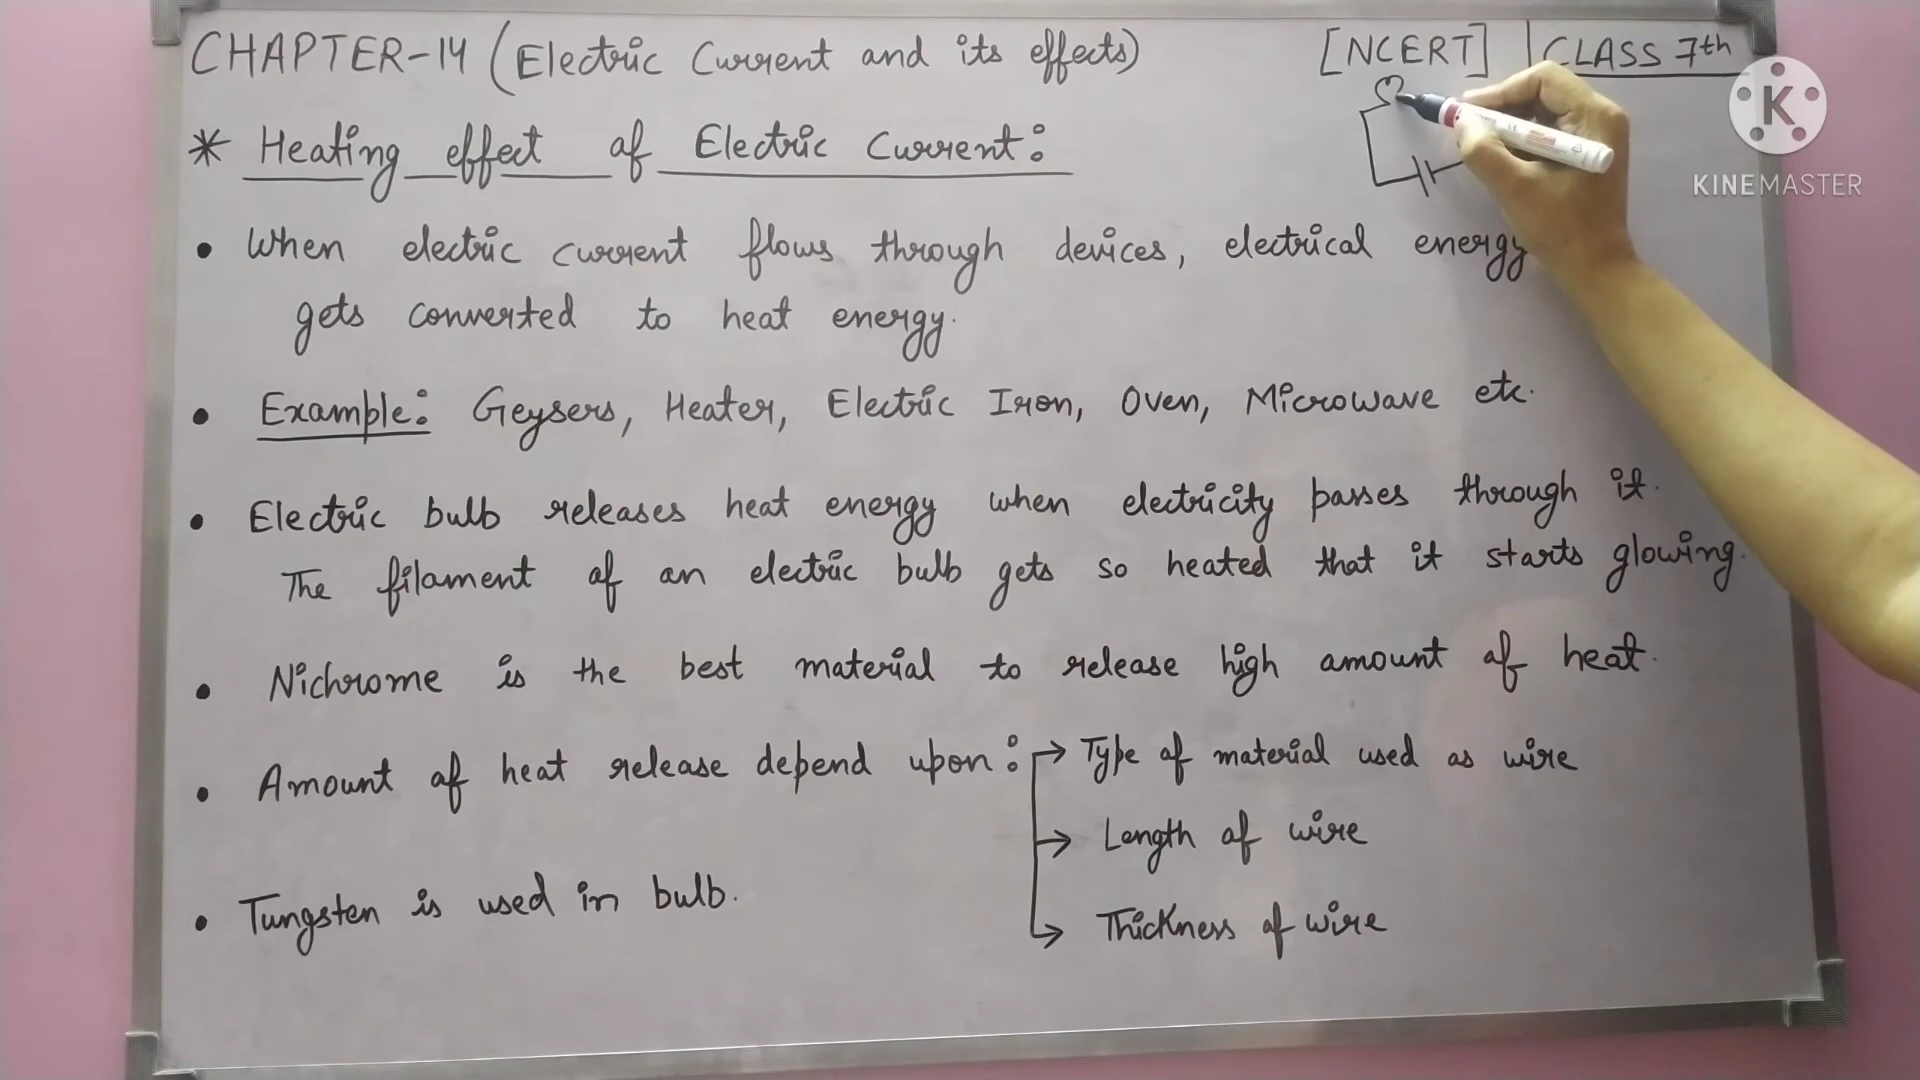 CHAPTER-14 (Electric Current and its effects) [NCERT] | CLASS 7th
K
KINEMASTER
* Heating effect of Electric Current:
• When electric current flows through devices, electrical energy
gets converted to heat energy.
• Example: Geysers, Heater, Electric Iron, Oven, Microwave etc.
• Electric bulb releases heat energy when electricity passes through it.
The filament of an electric bulb gets so heated that it starts glowing.
• Nichrome is the best material to release high amount of heat.
• Amount of heat release depend upon: → Type of material used as wire
→ Length of wire
• Tungsten is used in bulb.
→ Thickness of wire